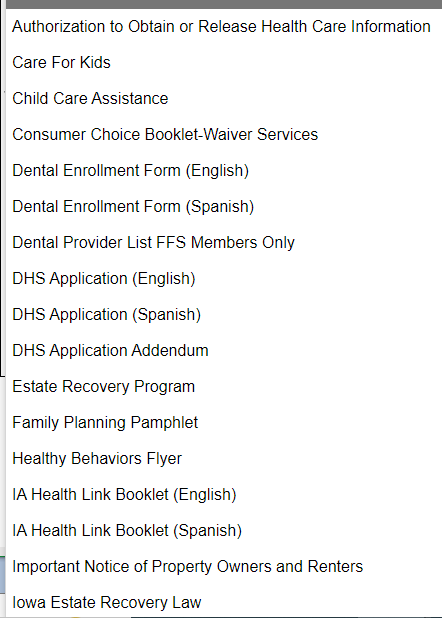 Authorization to Obtain or Release Health Care Information
Care For Kids
Child Care Assistance
Consumer Choice Booklet-Waiver Services
Dental Enrollment Form (English)
Dental Enrollment Form (Spanish)
Dental Provider List FFS Members Only
DHS Application (English)
DHS Application (Spanish)
DHS Application Addendum
Estate Recovery Program
Family Planning Pamphlet
Healthy Behaviors Flyer
IA Health Link Booklet (English)
IA Health Link Booklet (Spanish)
Important Notice of Property Owners and Renters
Iowa Estate Recovery Law